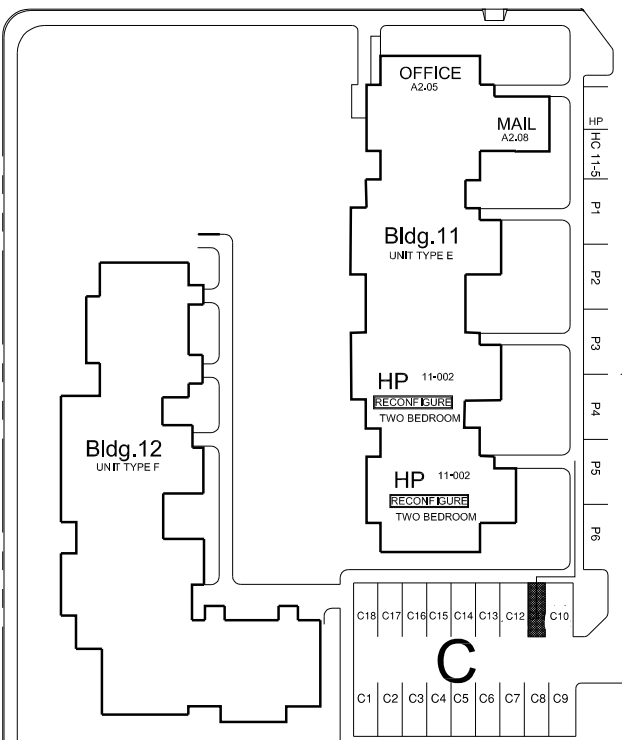 OFFICE
A2.05
MAIL
A2.08
HP
HC 11-5
P1
Bldg.11
UNIT TYPE E
P2
P3
HP 11-002
RECONFIGURE
TWO BEDROOM
P4
Bldg.12
UNIT TYPE F
P5
HP 11-002
RECONFIGURE
TWO BEDROOM
P6
C18 C17 C16 C15 C14 C13 C12 C10
C
C1 C2 C3 C4 C5 C6 C7 C8 C9